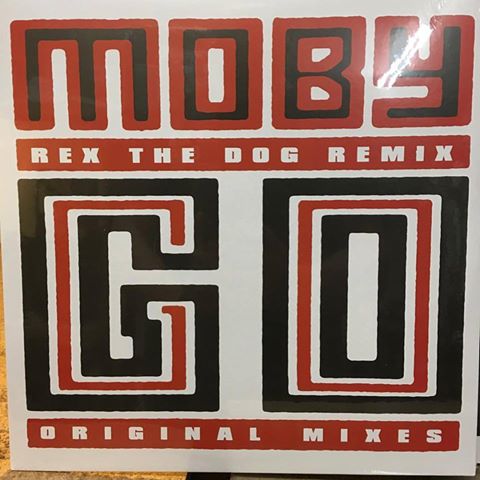 MOBY
REX THE DOG REMIX
GO
ORIGINAL MIXES